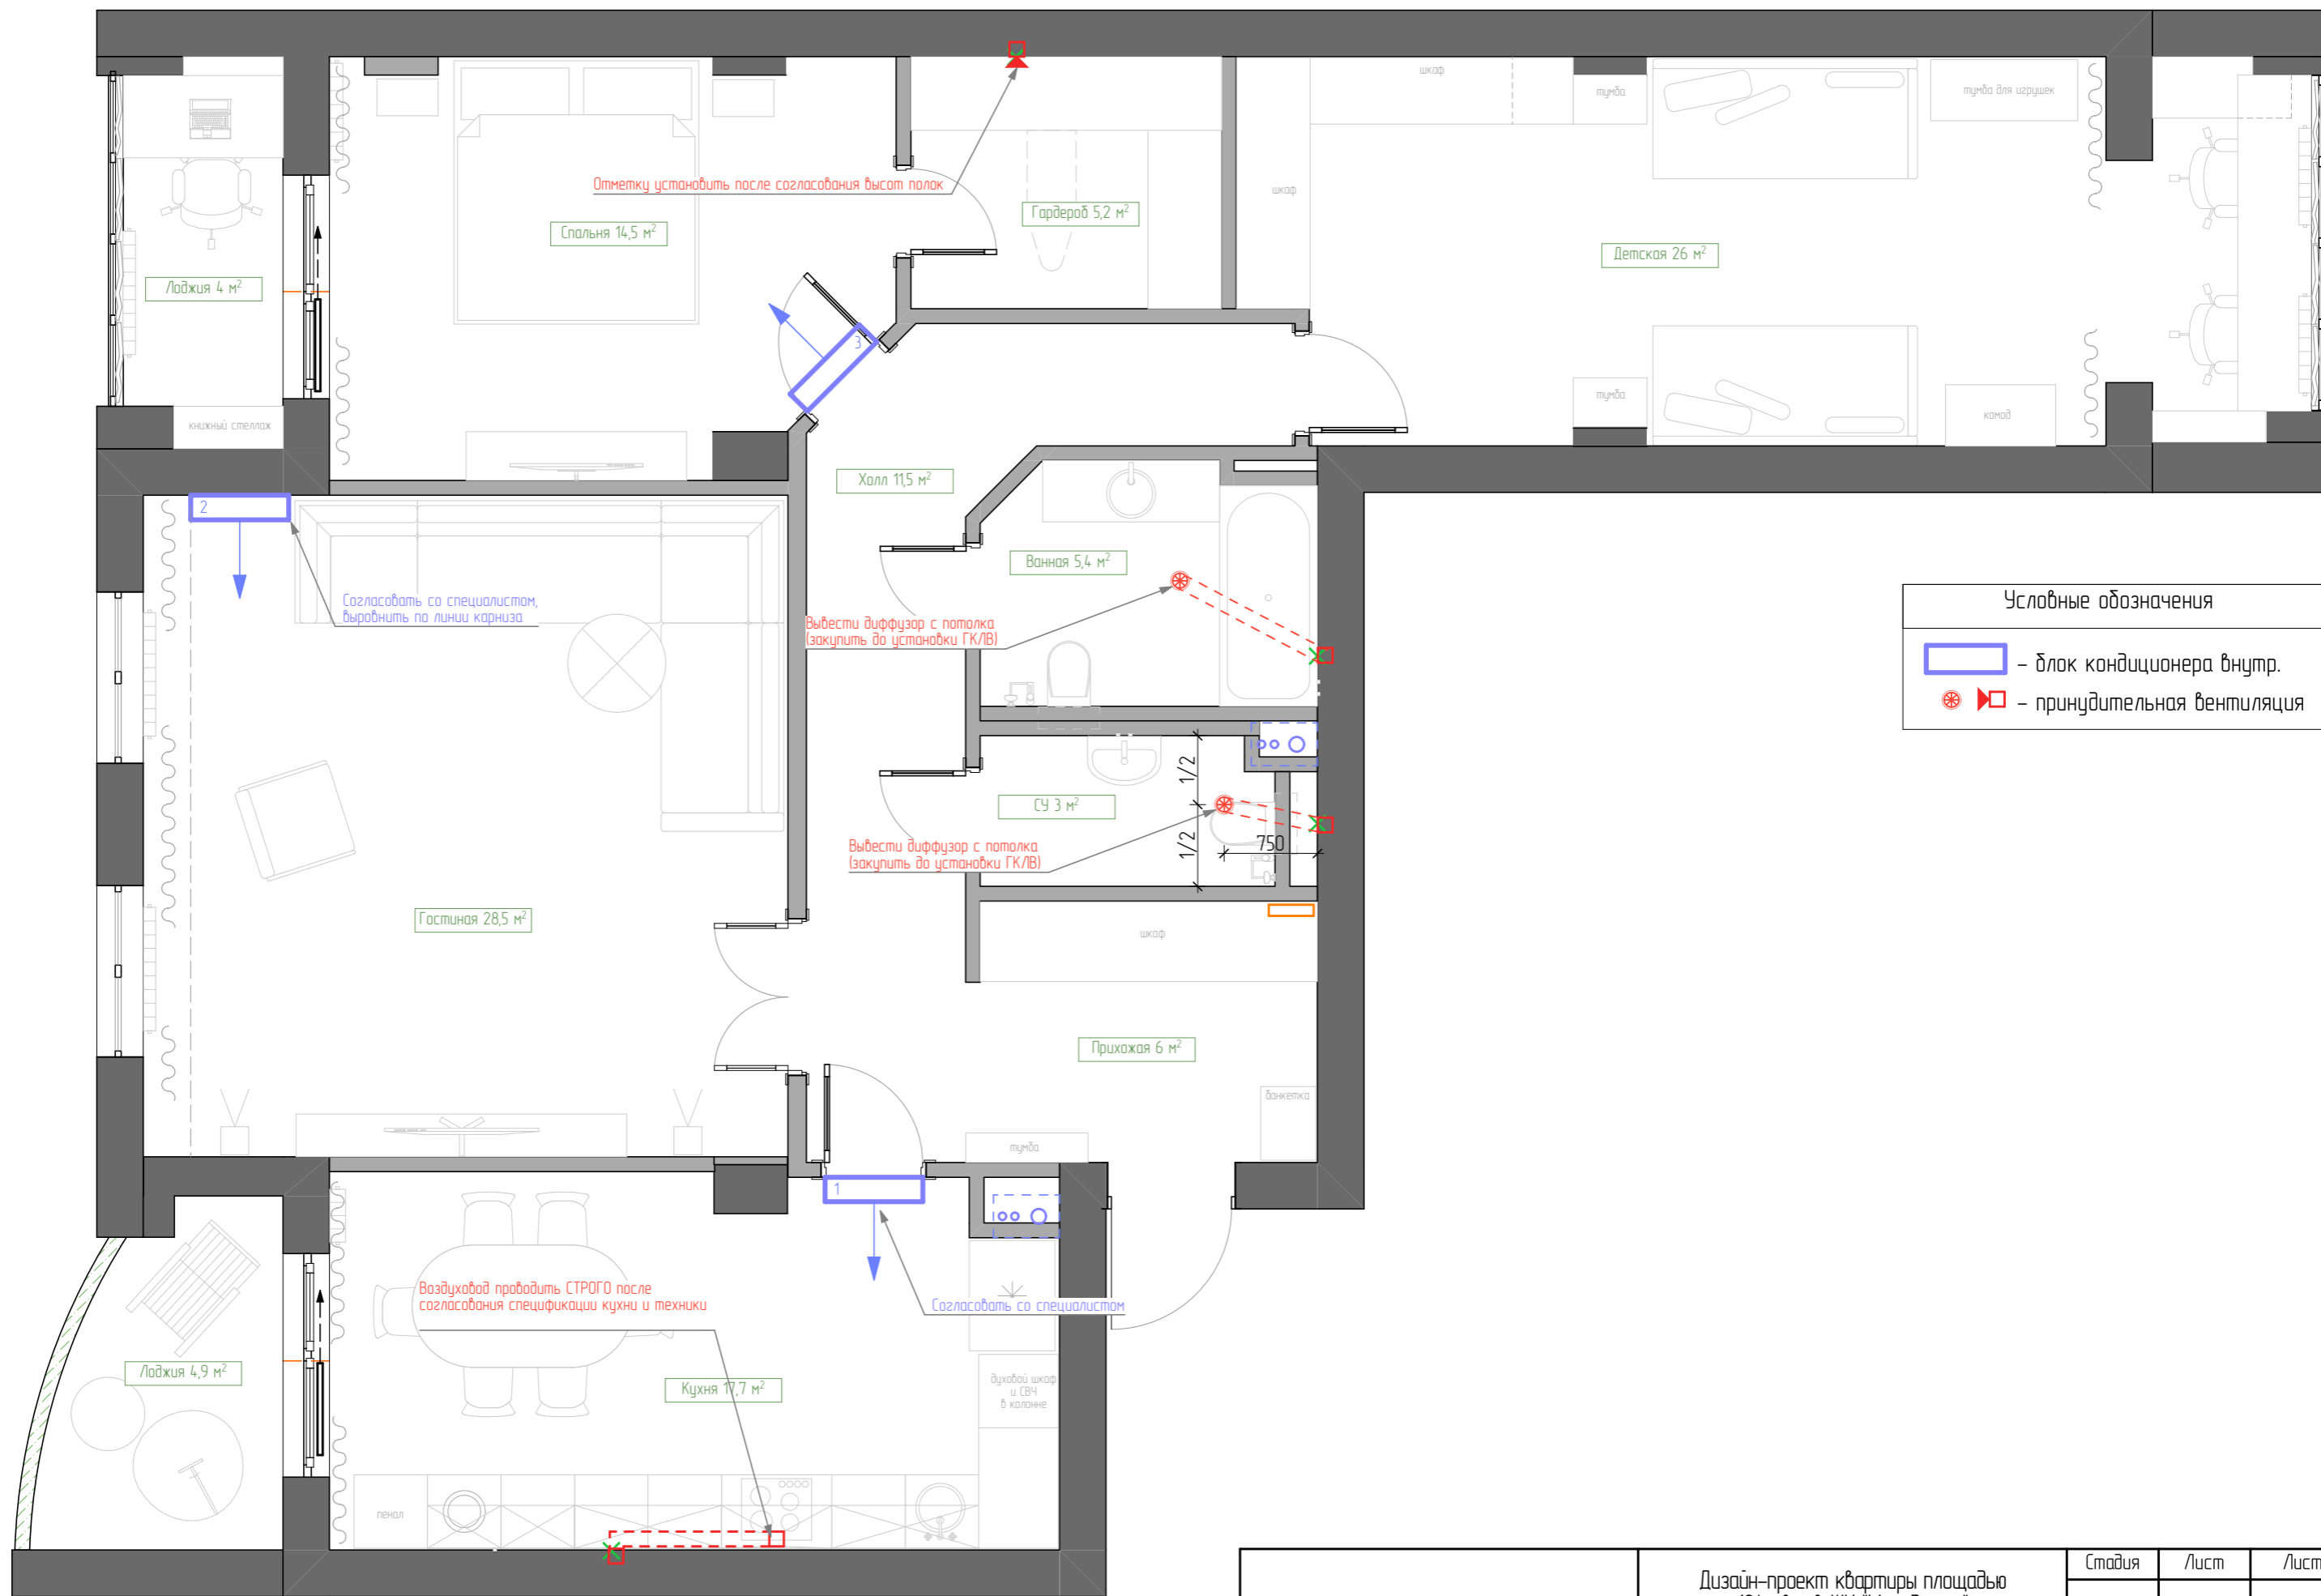 шкаф
тумба
тумба для игрушек
Отметку установить после согласования высот полок
шкаф
Гардероб 5,2 м²
Спальня 14,5 м²
Детская 26 м²
Лоджия 4 м²
3
тумба
комод
книжный стеллаж
Холл 11,5 м²
2
Ванная 5,4 м²
Согласовать со специалистом,
выровнить по линии карниза
Вывести диффузор с потолка
(закупить до установки ГКЛВ)
Условные обозначения
- блок кондиционера внутр.
- принудительная вентиляция
1/2
СУ 3 м²
1/2
750
Вывести диффузор с потолка
(закупить до установки ГКЛВ)
Гостиная 28,5 м²
шкаф
Прихожая 6 м²
банкетка
тумба
1
Воздуховод проводить СТРОГО после
согласования спецификации кухни и техники
Согласовать со специалистом
Лоджия 4,9 м²
Кухня 17,7 м²
духовой шкаф
и СВЧ
в колонне
пенал
Дизайн-проект квартиры площадью
Стадия
Лист